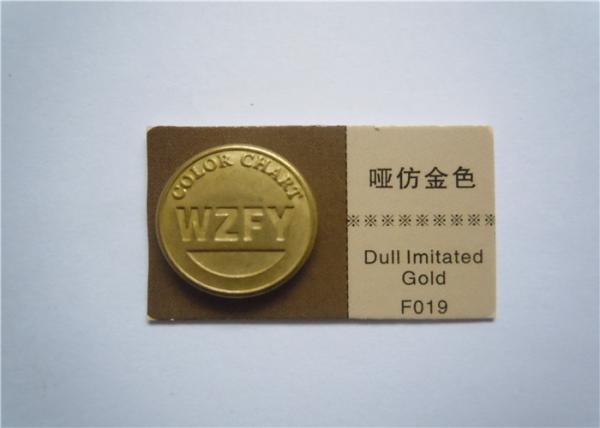 COLOR CHART
WZFY
哑仿金色
※※※※※※※※※
Dull Imitated
Gold
F019